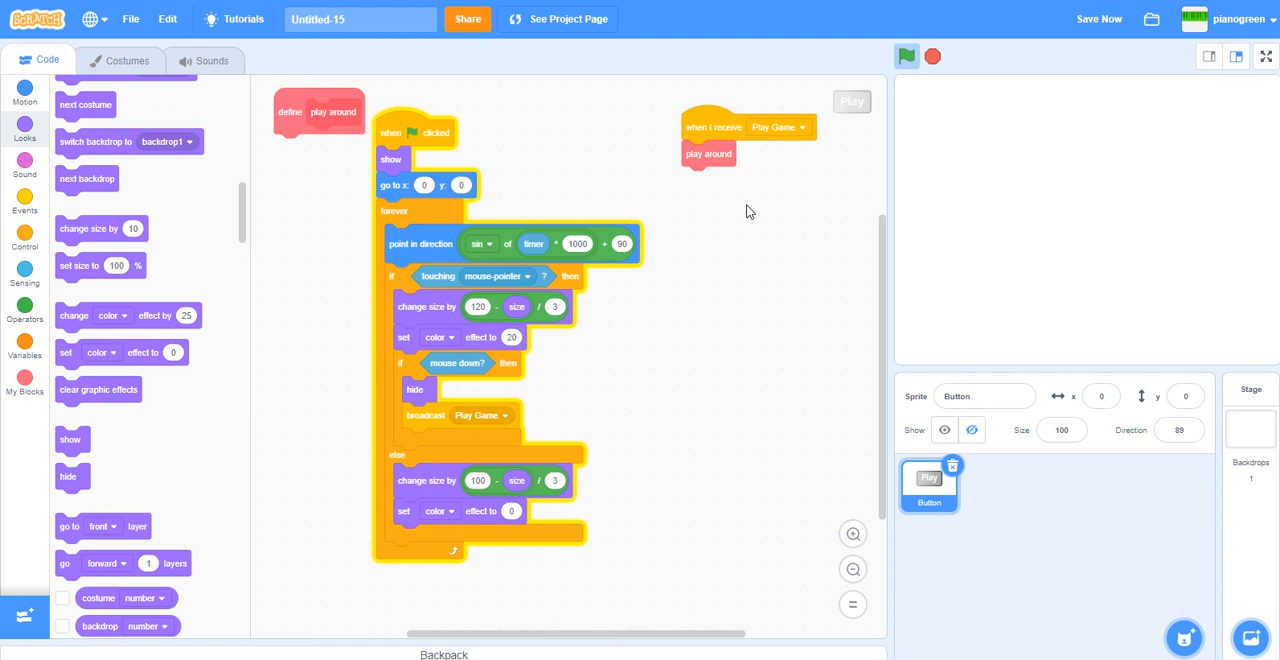 SCRATCH File Edit Tutorials Untitled-15 Share See Project Page Save Now pianogreen
Code Costumes Sounds
Motion
Looks
Sound
Events
Control
Sensing
Operators
Variables
My Blocks
next costume
switch backdrop to backdrop1
next backdrop
change size by 10
set size to 100 %
change color effect by 25
set color effect to 0
clear graphic effects
show
hide
go to front layer
go forward 1 layers
costume number
backdrop number
define play around
when clicked
show
go to x: 0 y: 0
forever
point in direction sin of timer * 1000 + 90
if touching mouse-pointer ? then
change size by 120 - size / 3
set color effect to 20
if mouse down? then
hide
broadcast Play Game
else
change size by 100 - size / 3
set color effect to 0
when I receive Play Game
play around
Play
Sprite Button x 0 y 0
Show Size 100 Direction 89
Play
Button
Stage
Backdrops
1
Backpack